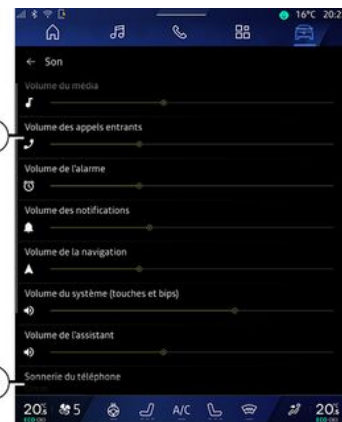 16°C 20:2
Son
Volume du média
Volume des appels entrants
Volume de l'alarme
Volume des notifications
Volume de la navigation
Volume du système (touches et bips)
Volume de l'assistant
Sonnerie du téléphone
20 5 A/C 20